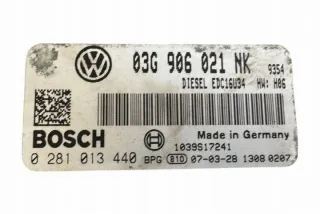 03G 906 021 NK 9354
DIESEL EDC16U34 HW: H06
BOSCH
Made in Germany
1039S17241
0 281 013 440 BPG 81D 07-03-28 1308 0207